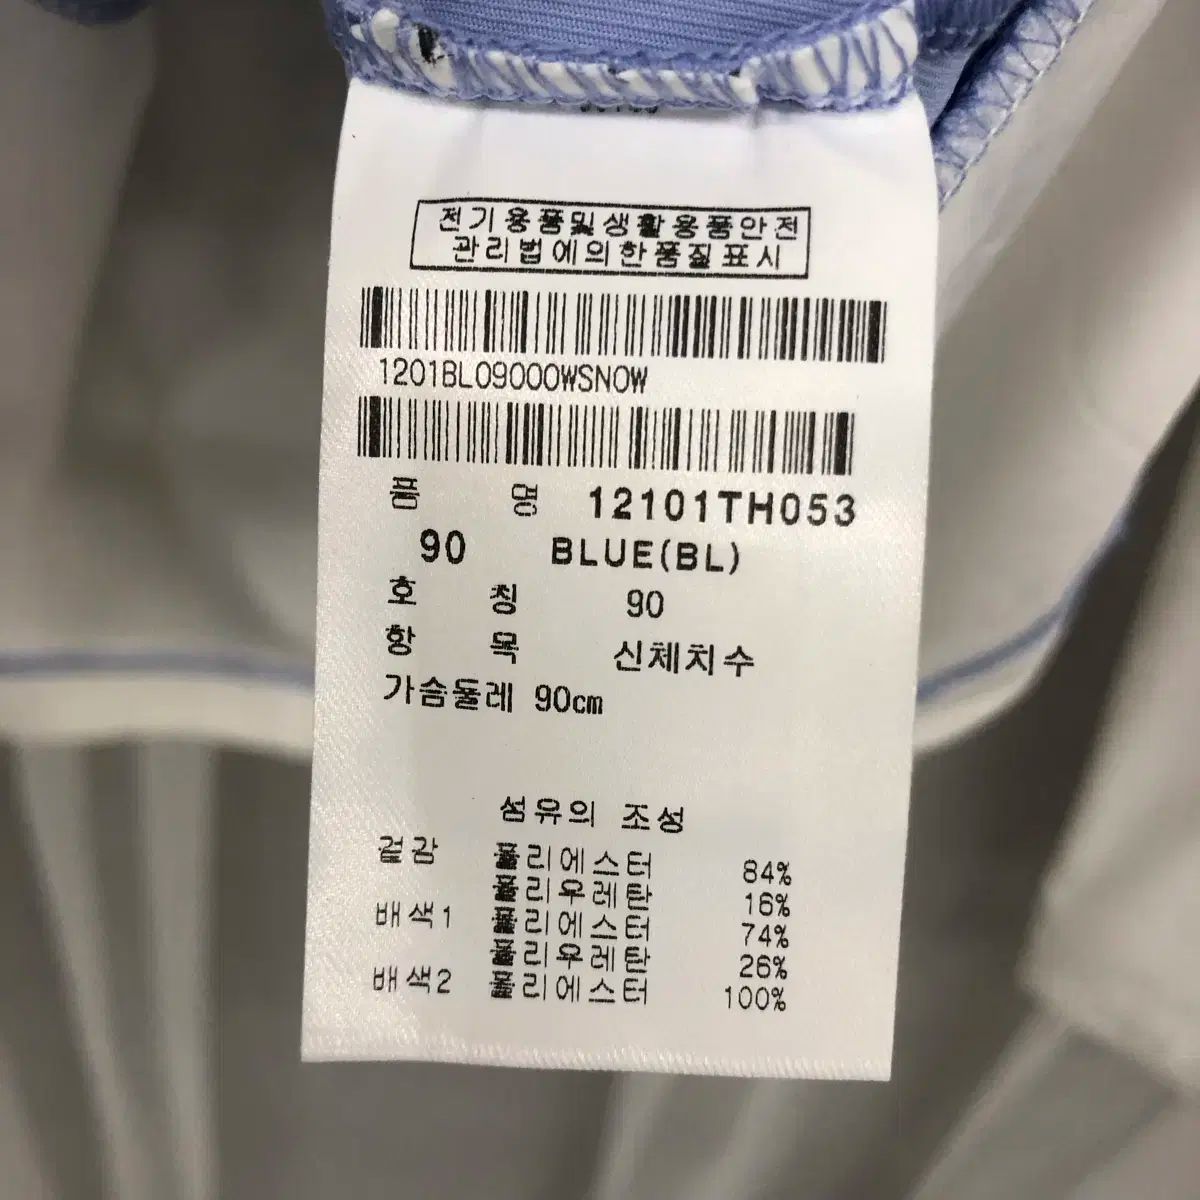 전기용품및생활용품안전
관리법에의한품질표시
1201BL09000WSNOW
품 명 12101TH053
90 BLUE(BL)
호 칭 90
항 목 신체치수
가슴둘레 90cm
섬유의 조성
겉감 폴리에스터 84%
폴리우레탄 16%
배색1 폴리에스터 74%
폴리우레탄 26%
배색2 폴리에스터 100%